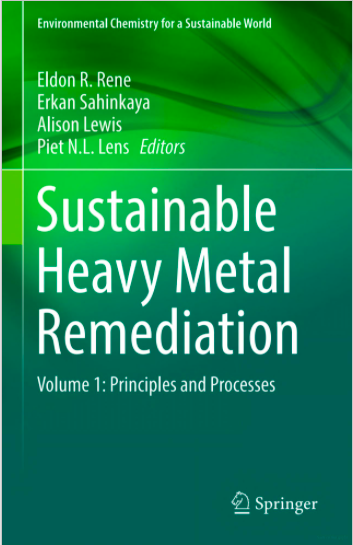 Environmental Chemistry for a Sustainable World
Eldon R. Rene
Erkan Sahinkaya
Alison Lewis
Piet N.L. Lens Editors
Sustainable
Heavy Metal
Remediation
Volume 1: Principles and Processes
Springer